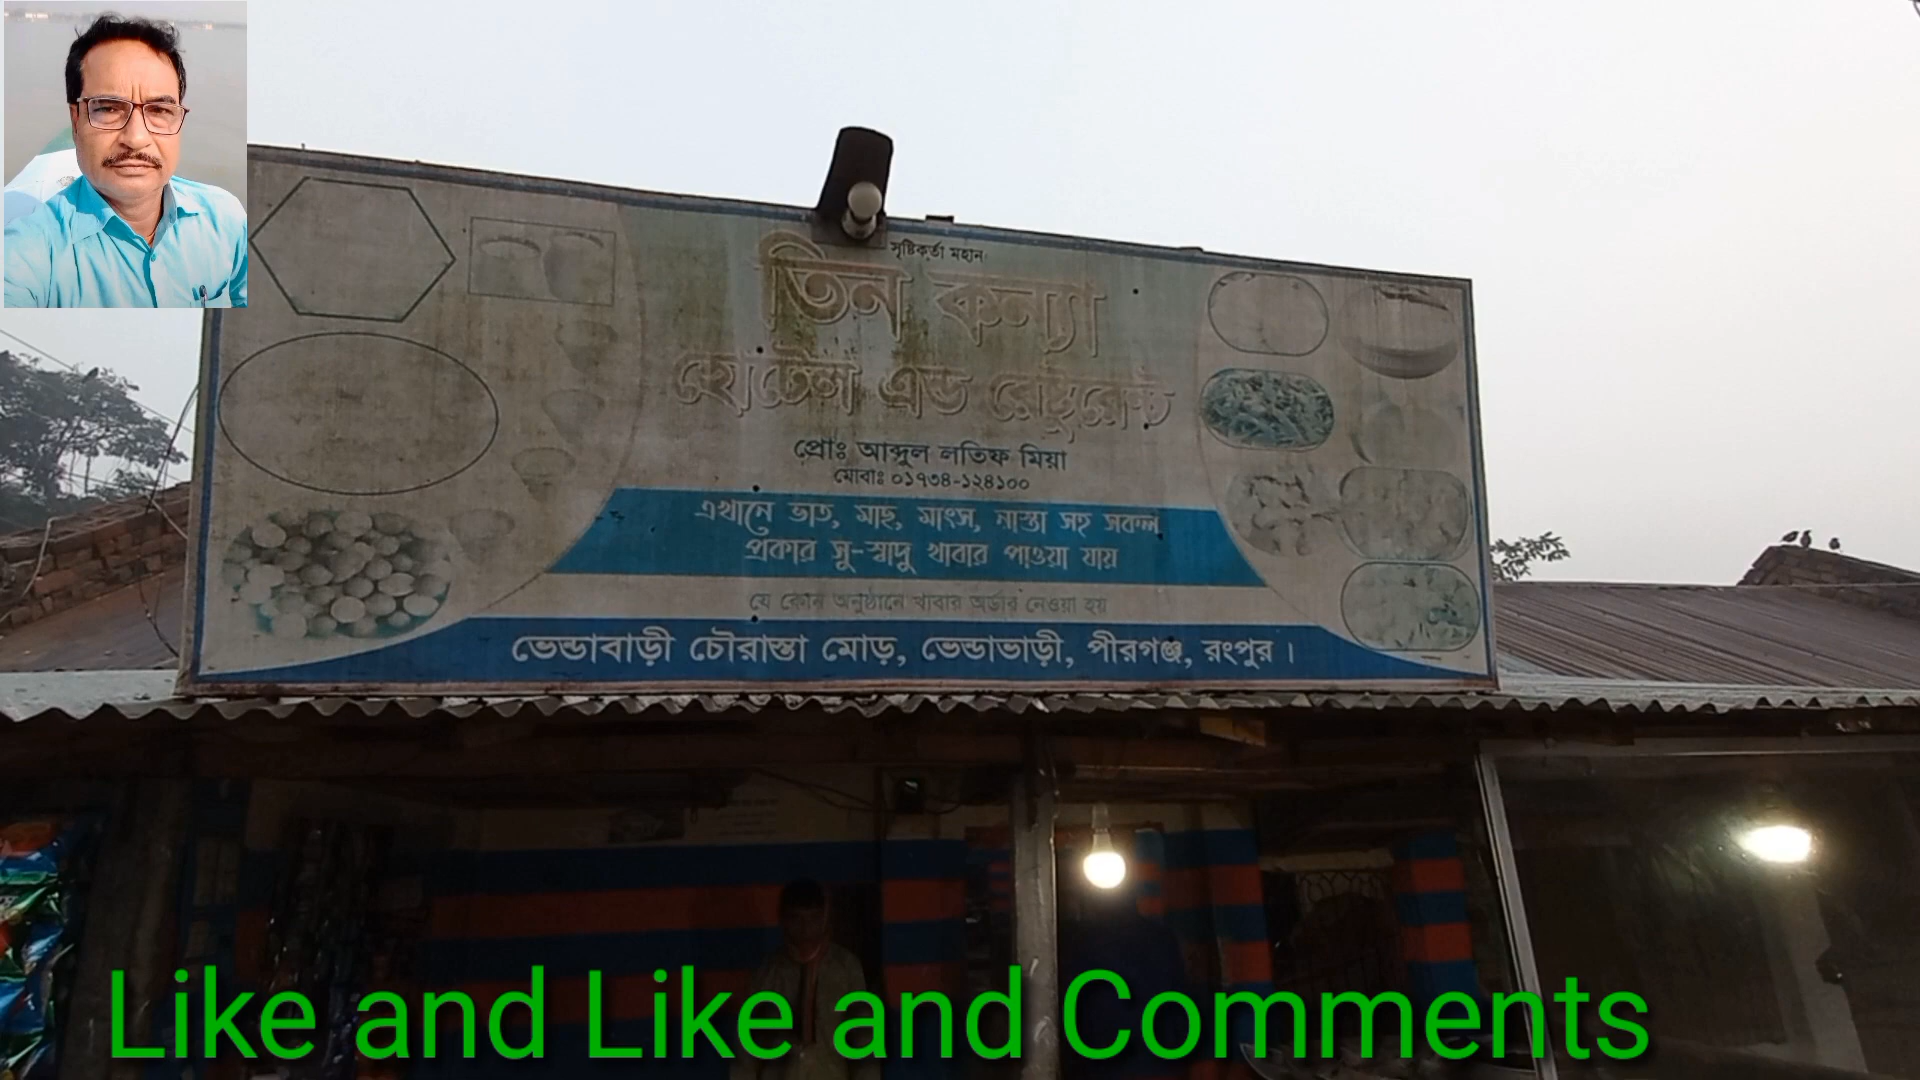 সৃষ্টিকর্তা মহান
তিন কন্যা
হোটেল এন্ড রেষ্টুরেন্ট
প্রোঃ আব্দুল লতিফ মিয়া
মোবাঃ ০১৭৩৪-১২৪১০০
এখানে ভাত, মাছ, মাংস, নাস্তা সহ সকল
প্রকার সু-স্বাদু খাবার পাওয়া যায়
যে কোন অনুষ্ঠানে খাবার অর্ডার নেওয়া হয়
ভেন্ডাবাড়ী চৌরাস্তা মোড়, ভেন্ডাভাড়ী, পীরগঞ্জ, রংপুর।
Like and Like and Comments